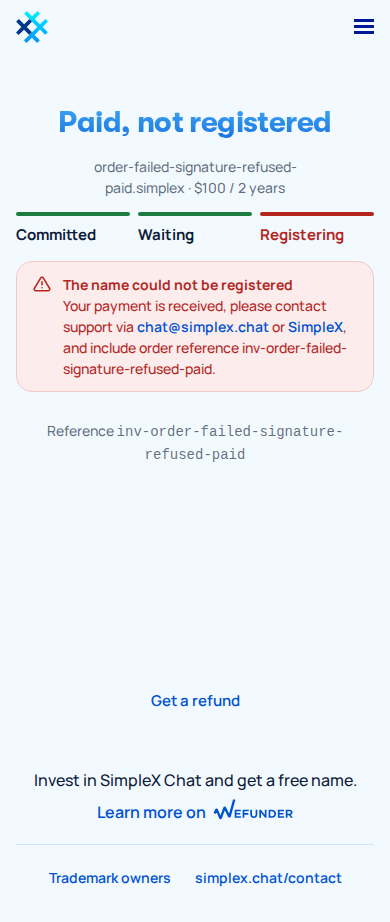 Paid, not registered
order-failed-signature-refused-
paid.simplex · $100 / 2 years
Committed
Waiting
Registering
The name could not be registered
Your payment is received, please contact
support via chat@simplex.chat or SimpleX,
and include order reference inv-order-failed-
signature-refused-paid.
Reference inv-order-failed-signature-
refused-paid
Get a refund
Invest in SimpleX Chat and get a free name.
Learn more on WEFUNDER
Trademark owners
simplex.chat/contact